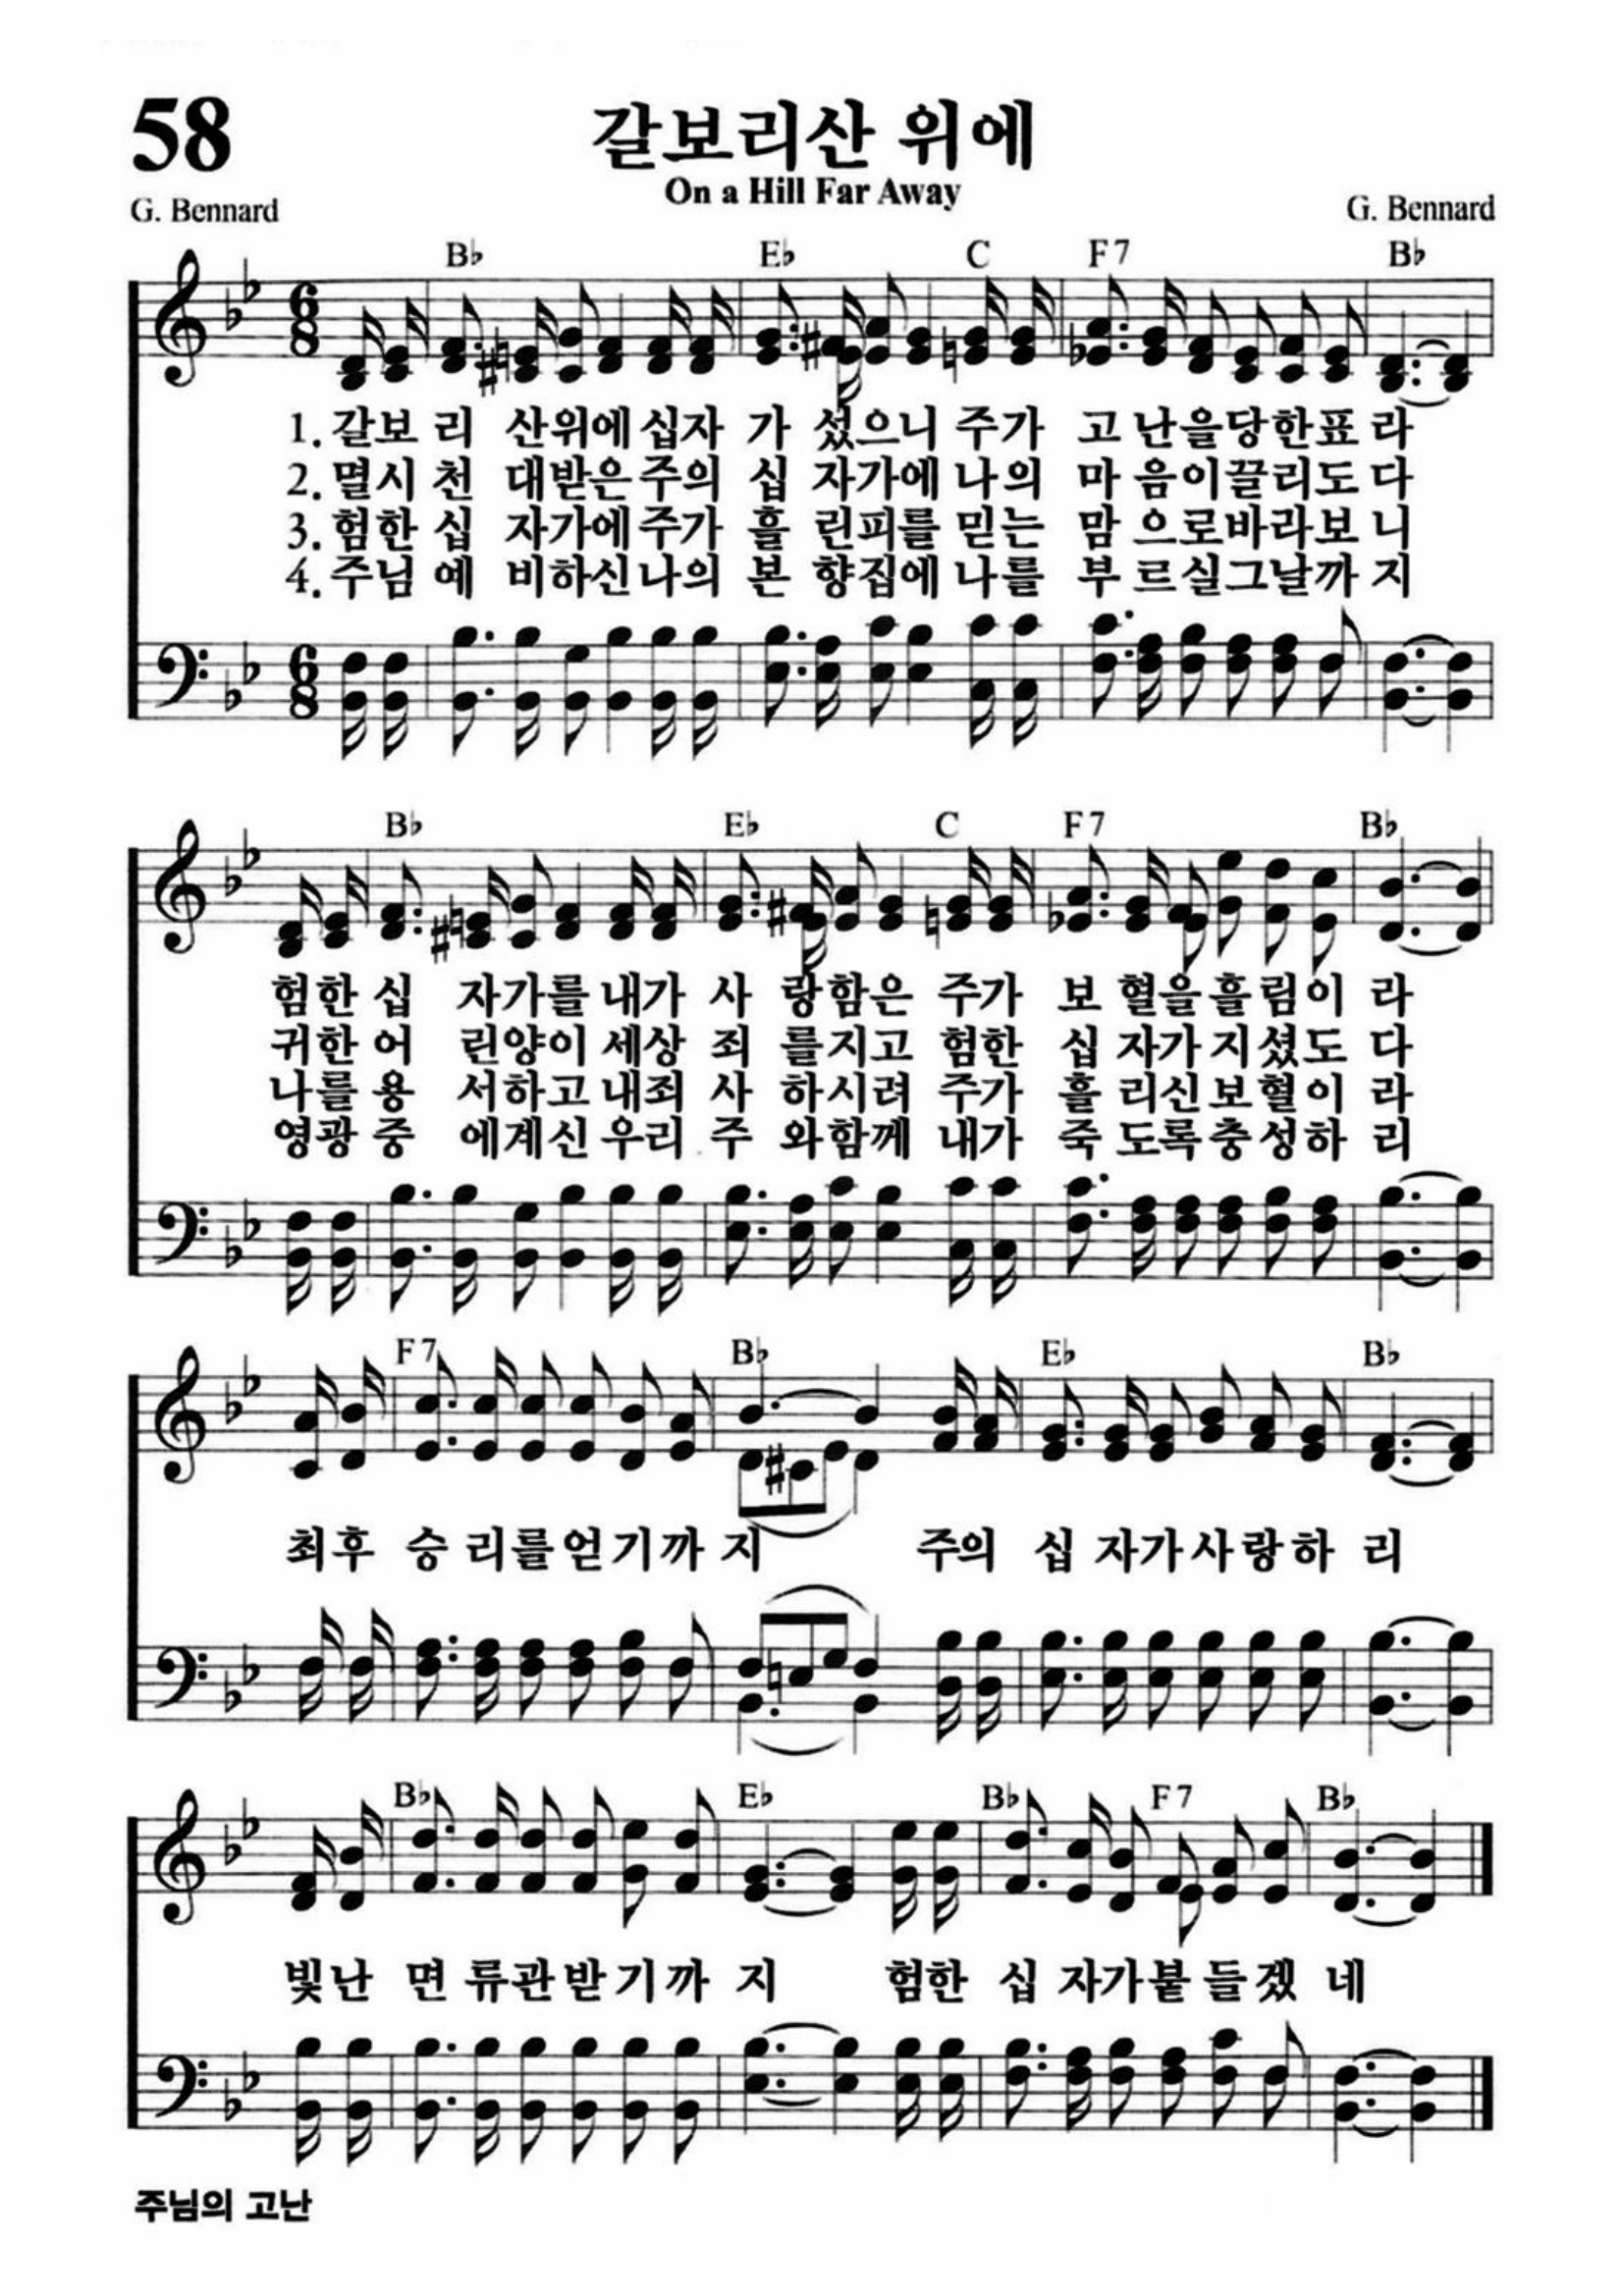 58
갈보리산 위에
On a Hill Far Away
G. Bennard
G. Bennard
B♭ E♭ C F7 B♭
1. 갈보 리 산위에 십자 가 섰으니 주가 고 난을당한표 라
2. 멸시 천 대받은 주의 십 자가에 나의 마 음이끌리도 다
3. 험한 십 자가에 주가 흘 린피를 믿는 맘 으로바라보 니
4. 주님 예 비하신 나의 본 향집에 나를 부 르실그날까 지
B♭ E♭ C F7 B♭
험한 십 자가를 내가 사 랑함은 주가 보 혈을흘림이 라
귀한 어 린양이 세상 죄 를지고 험한 십 자가 지셨도 다
나를 용 서하고 내죄 사 하시려 주가 흘 리신보혈이 라
영광 중 에계신 우리 주 와함께 내가 죽 도록충성하 리
F7 B♭ E♭ B♭
최후 승 리를얻기까 지 주의 십 자가사랑하 리
B♭ E♭ B♭ F7 B♭
빛난 면 류관받기까 지 험한 십 자가붙들겠 네
주님의 고난